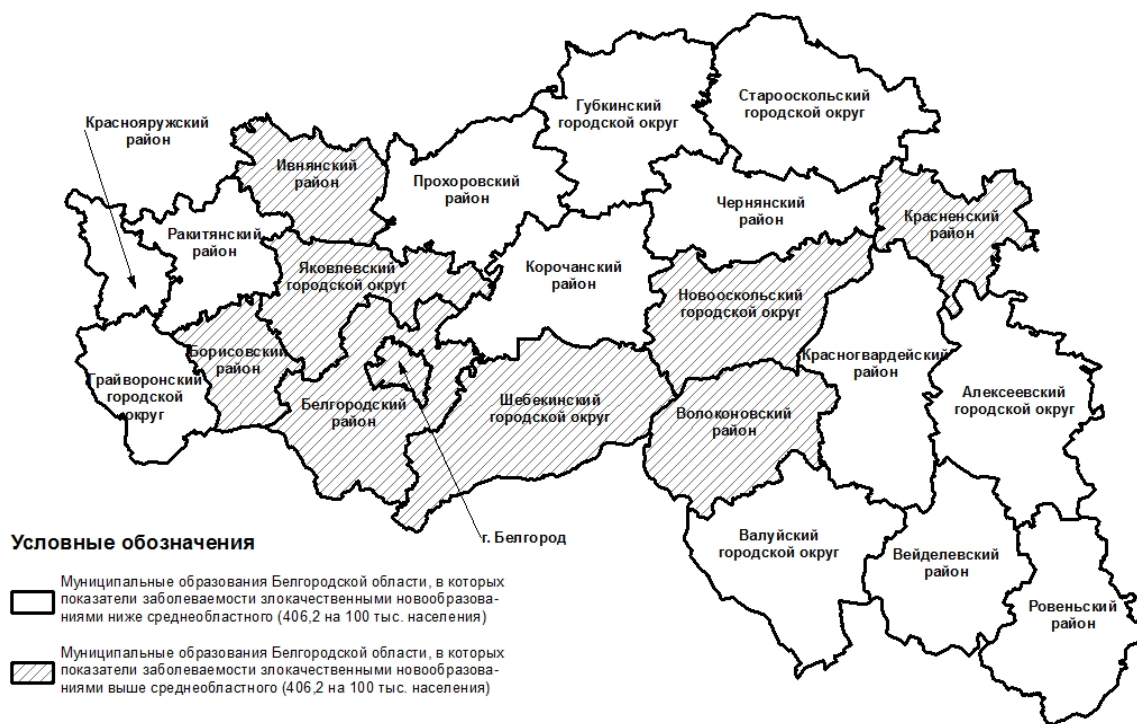 Краснояружский
район
Ивнянский
район
Прохоровский
район
Губкинский
городской округ
Старооскольский
городской округ
Чернянский
район
Красненский
район
Ракитянский
район
Яковлевский
городской округ
Корочанский
район
Новооскольский
городской округ
Борисовский
район
Грайворонский
городской
округ
Белгородский
район
Шебекинский
городской округ
Волоконовский
район
Красногвардейский
район
Алексеевский
городской округ
г. Белгород
Валуйский
городской округ
Вейделевский
район
Ровеньский
район
Условные обозначения
Муниципальные образования Белгородской области, в которых
показатели заболеваемости злокачественными новообразова-
ниями ниже среднеобластного (406,2 на 100 тыс. населения)
Муниципальные образования Белгородской области, в которых
показатели заболеваемости злокачественными новообразова-
ниями выше среднеобластного (406,2 на 100 тыс. населения)